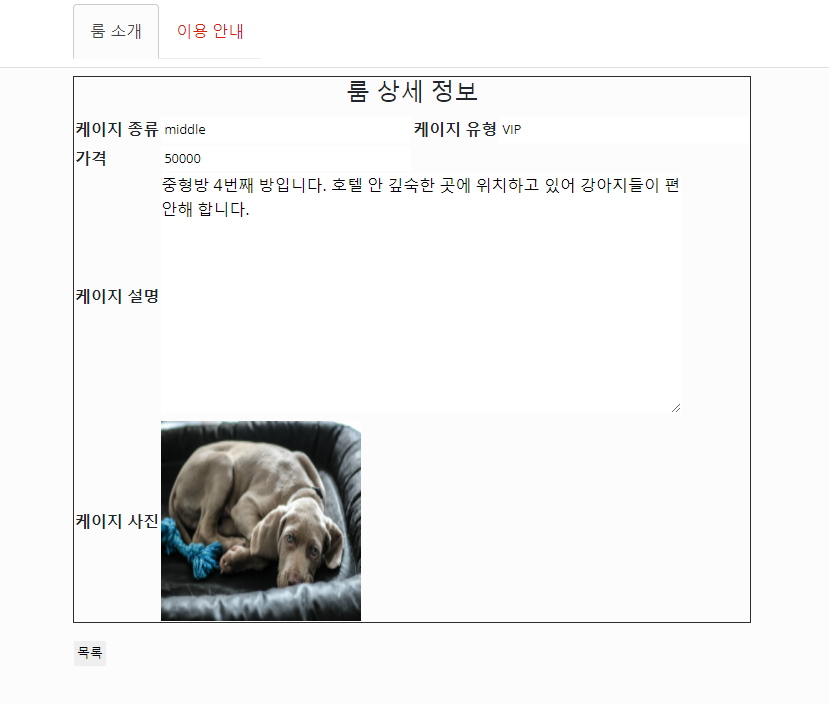 룸 소개 이용 안내
룸 상세 정보
케이지 종류 middle 케이지 유형 VIP
가격 50000
중형방 4번째 방입니다. 호텔 안 깊숙한 곳에 위치하고 있어 강아지들이 편
안해 합니다.
케이지 설명
케이지 사진
목록